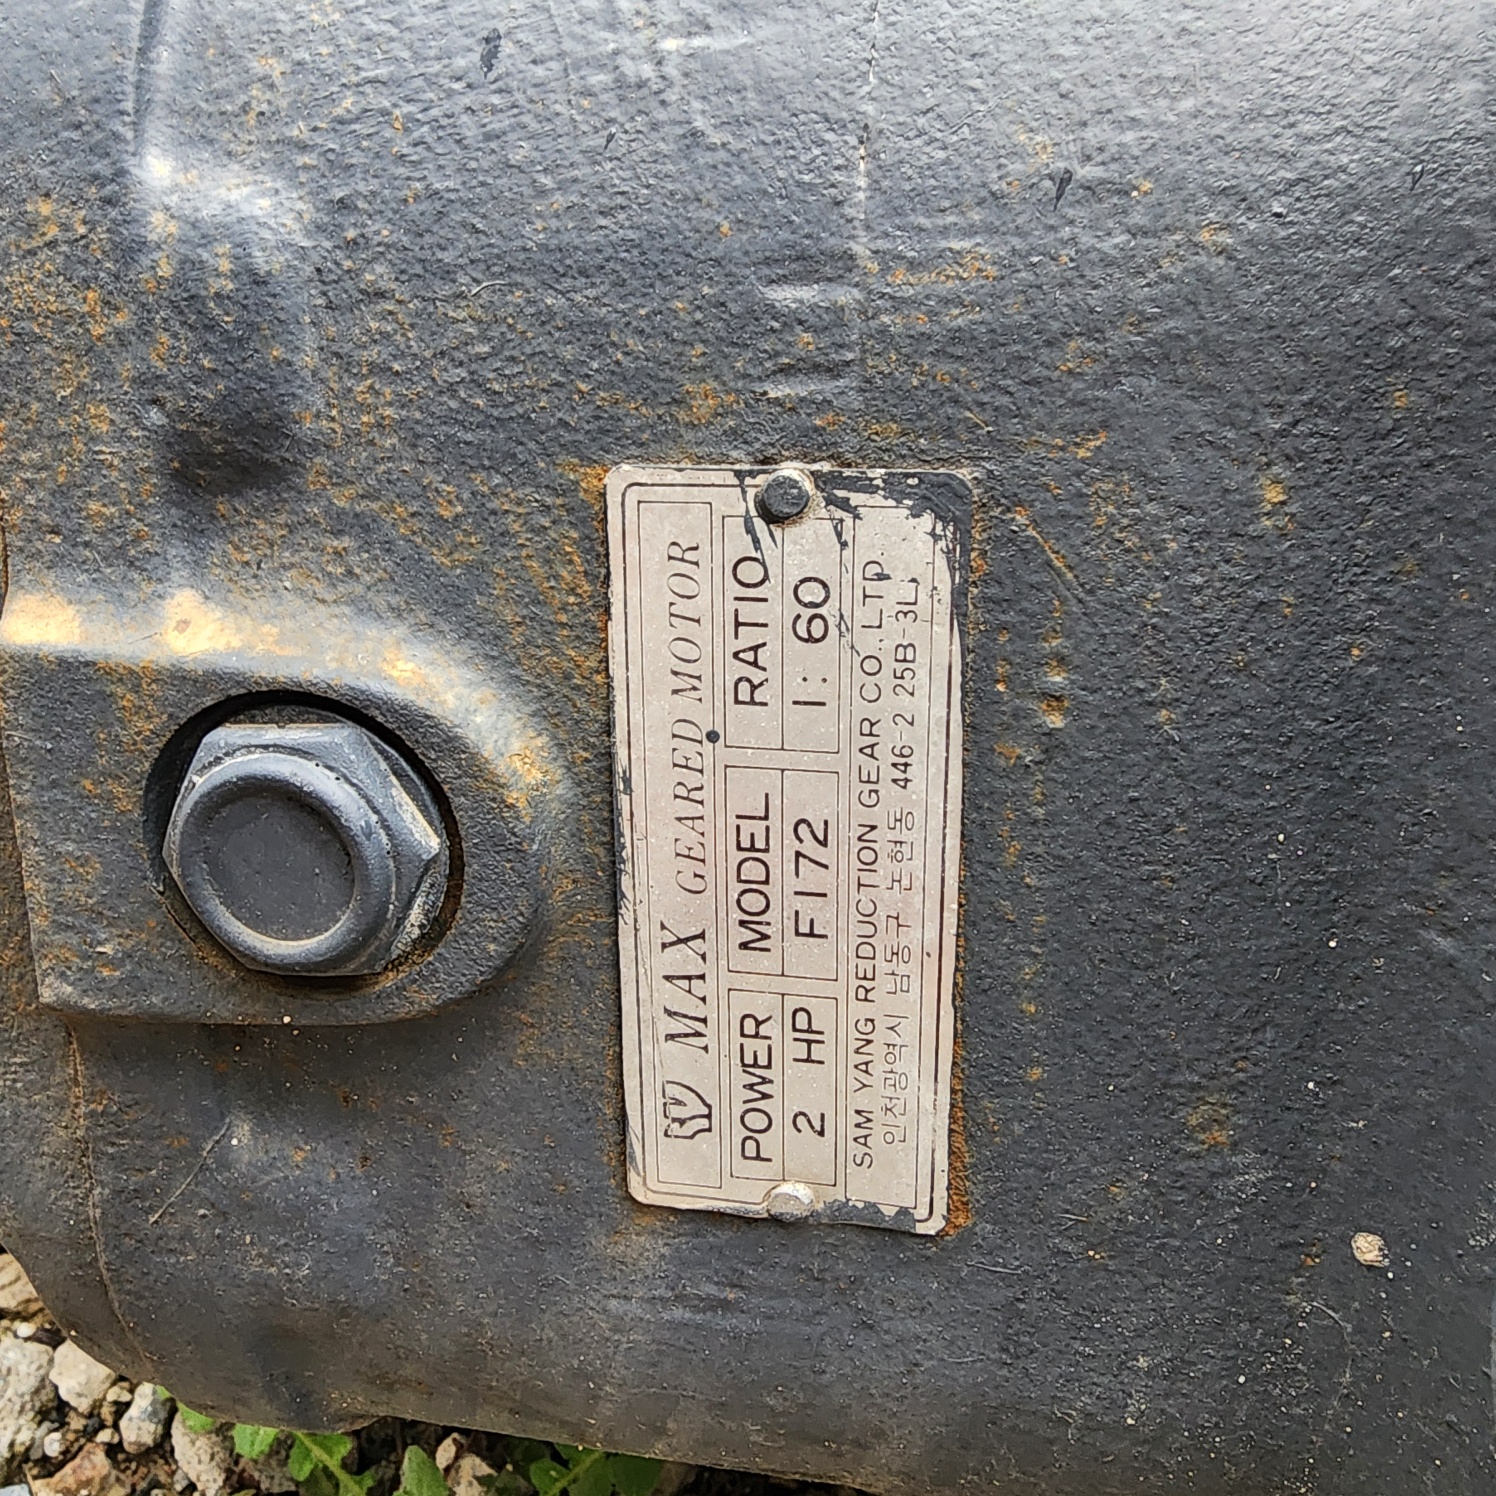 MAX GEARED MOTOR
POWER MODEL RATIO
2 HP F172 1: 60
SAM YANG REDUCTION GEAR CO.,LTD.
인천광역시 남동구 논현동 446-2 25B-3L.